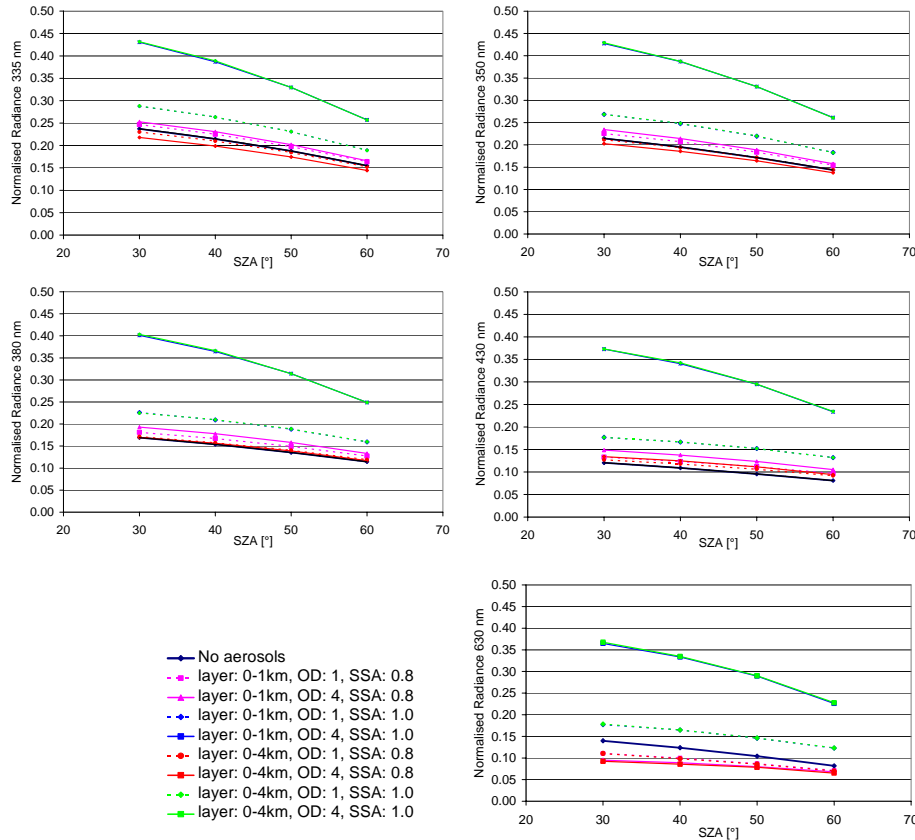 Normalised Radiance 335 nm
0.50
0.45
0.40
0.35
0.30
0.25
0.20
0.15
0.10
0.05
0.00
20 30 40 50 60 70
SZA [°]
Normalised Radiance 350 nm
0.50
0.45
0.40
0.35
0.30
0.25
0.20
0.15
0.10
0.05
0.00
20 30 40 50 60 70
SZA [°]
Normalised Radiance 380 nm
0.50
0.45
0.40
0.35
0.30
0.25
0.20
0.15
0.10
0.05
0.00
20 30 40 50 60 70
SZA [°]
Normalised Radiance 430 nm
0.50
0.45
0.40
0.35
0.30
0.25
0.20
0.15
0.10
0.05
0.00
20 30 40 50 60 70
SZA [°]
No aerosols
layer: 0-1km, OD: 1, SSA: 0.8
layer: 0-1km, OD: 4, SSA: 0.8
layer: 0-1km, OD: 1, SSA: 1.0
layer: 0-1km, OD: 4, SSA: 1.0
layer: 0-4km, OD: 1, SSA: 0.8
layer: 0-4km, OD: 4, SSA: 0.8
layer: 0-4km, OD: 1, SSA: 1.0
layer: 0-4km, OD: 4, SSA: 1.0
Normalised Radiance 630 nm
0.50
0.45
0.40
0.35
0.30
0.25
0.20
0.15
0.10
0.05
0.00
20 30 40 50 60 70
SZA [°]